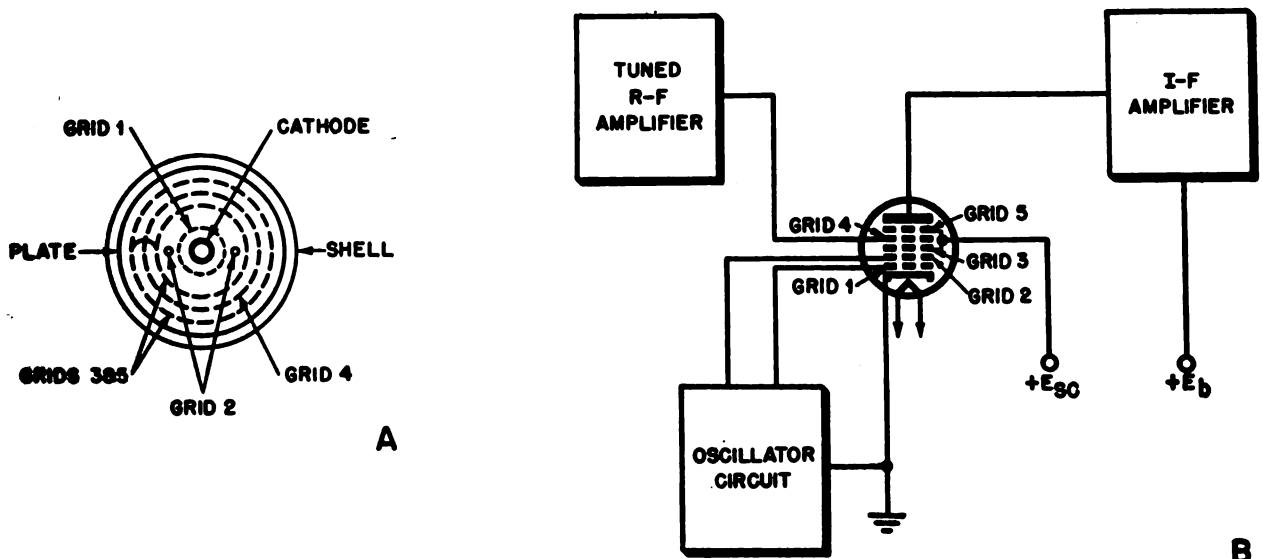 GRID 1
CATHODE
PLATE
SHELL
GRIDS 3&5
GRID 4
GRID 2
A
TUNED
R-F
AMPLIFIER
I-F
AMPLIFIER
GRID 4
GRID 5
GRID 3
GRID 1
GRID 2
+ESC
+Eb
OSCILLATOR
CIRCUIT
B